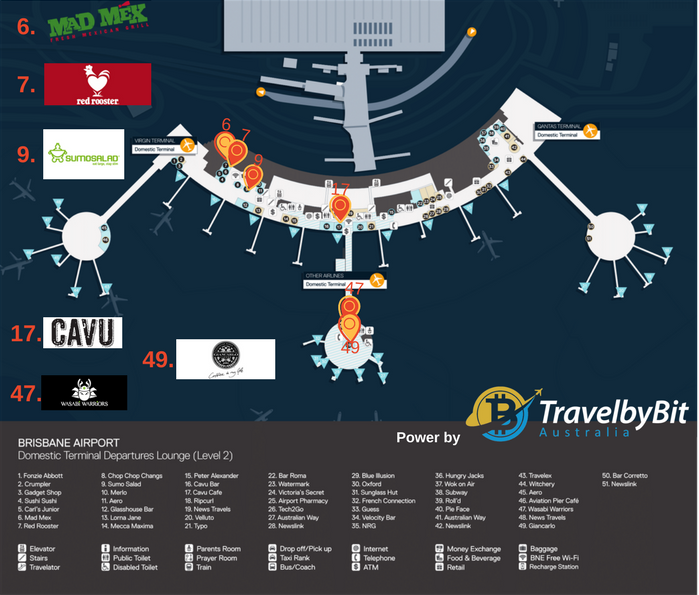 6.
MAD MEX
FRESH MEXICAN GRILL
7.
red rooster
9.
SUMOSALAD
VIRGIN TERMINAL
Domestic Terminal
6
7
9
QANTAS TERMINAL
Domestic Terminal
17
OTHER AIRLINES
Domestic Terminal
47
49
17. CAVU
49.
47.
WASABI WARRIORS
Power by
TravelbyBit
Australia
BRISBANE AIRPORT
Domestic Terminal Departures Lounge (Level 2)
1. Fonzie Abbott
2. Crumpler
3. Gadget Shop
4. Sushi Sushi
5. Carl's Junior
6. Mad Mex
7. Red Rooster
8. Chop Chop Changs
9. Sumo Salad
10. Merlo
11. Aero
12. Glasshouse Bar
13. Lorna Jane
14. Mecca Maxima
15. Peter Alexander
16. Cavu Bar
17. Cavu Cafe
18. Ripcurl
19. News Travels
20. Velluto
21. Typo
22. Bar Roma
23. Watermark
24. Victoria's Secret
25. Airport Pharmacy
26. Tech2Go
27. Australian Way
28. Newslink
29. Blue Illusion
30. Oxford
31. Sunglass Hut
32. French Connection
33. Guess
34. Velocity Bar
35. NRG
36. Hungry Jacks
37. Wok on Air
38. Subway
39. Roll'd
40. Pie Face
41. Australian Way
42. Newslink
43. Travelex
44. Witchery
45. Aero
46. Aviation Pier Café
47. Wasabi Warriors
48. News Travels
49. Giancarlo
50. Bar Corretto
51. Newslink
Elevator
Stairs
Travelator
Information
Public Toilet
Disabled Toilet
Parents Room
Prayer Room
Train
Drop off/Pick up
Taxi Rank
Bus/Coach
Internet
Telephone
ATM
Money Exchange
Food & Beverage
Retail
Baggage
BNE Free Wi-Fi
Recharge Station